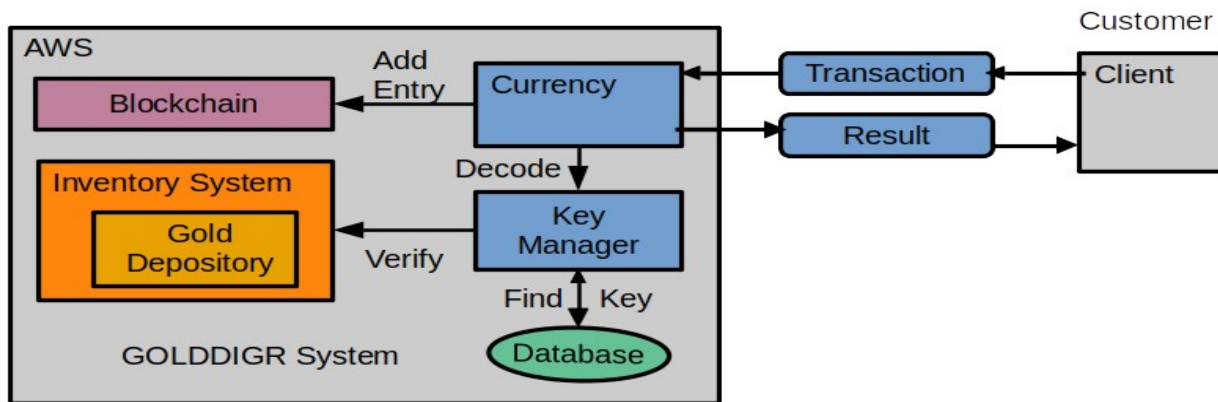 Customer
AWS
Add
Entry
Blockchain
Currency
Transaction
Client
Result
Decode
Inventory System
Gold
Depository
Key
Manager
Verify
Find Key
GOLDDIGR System
Database